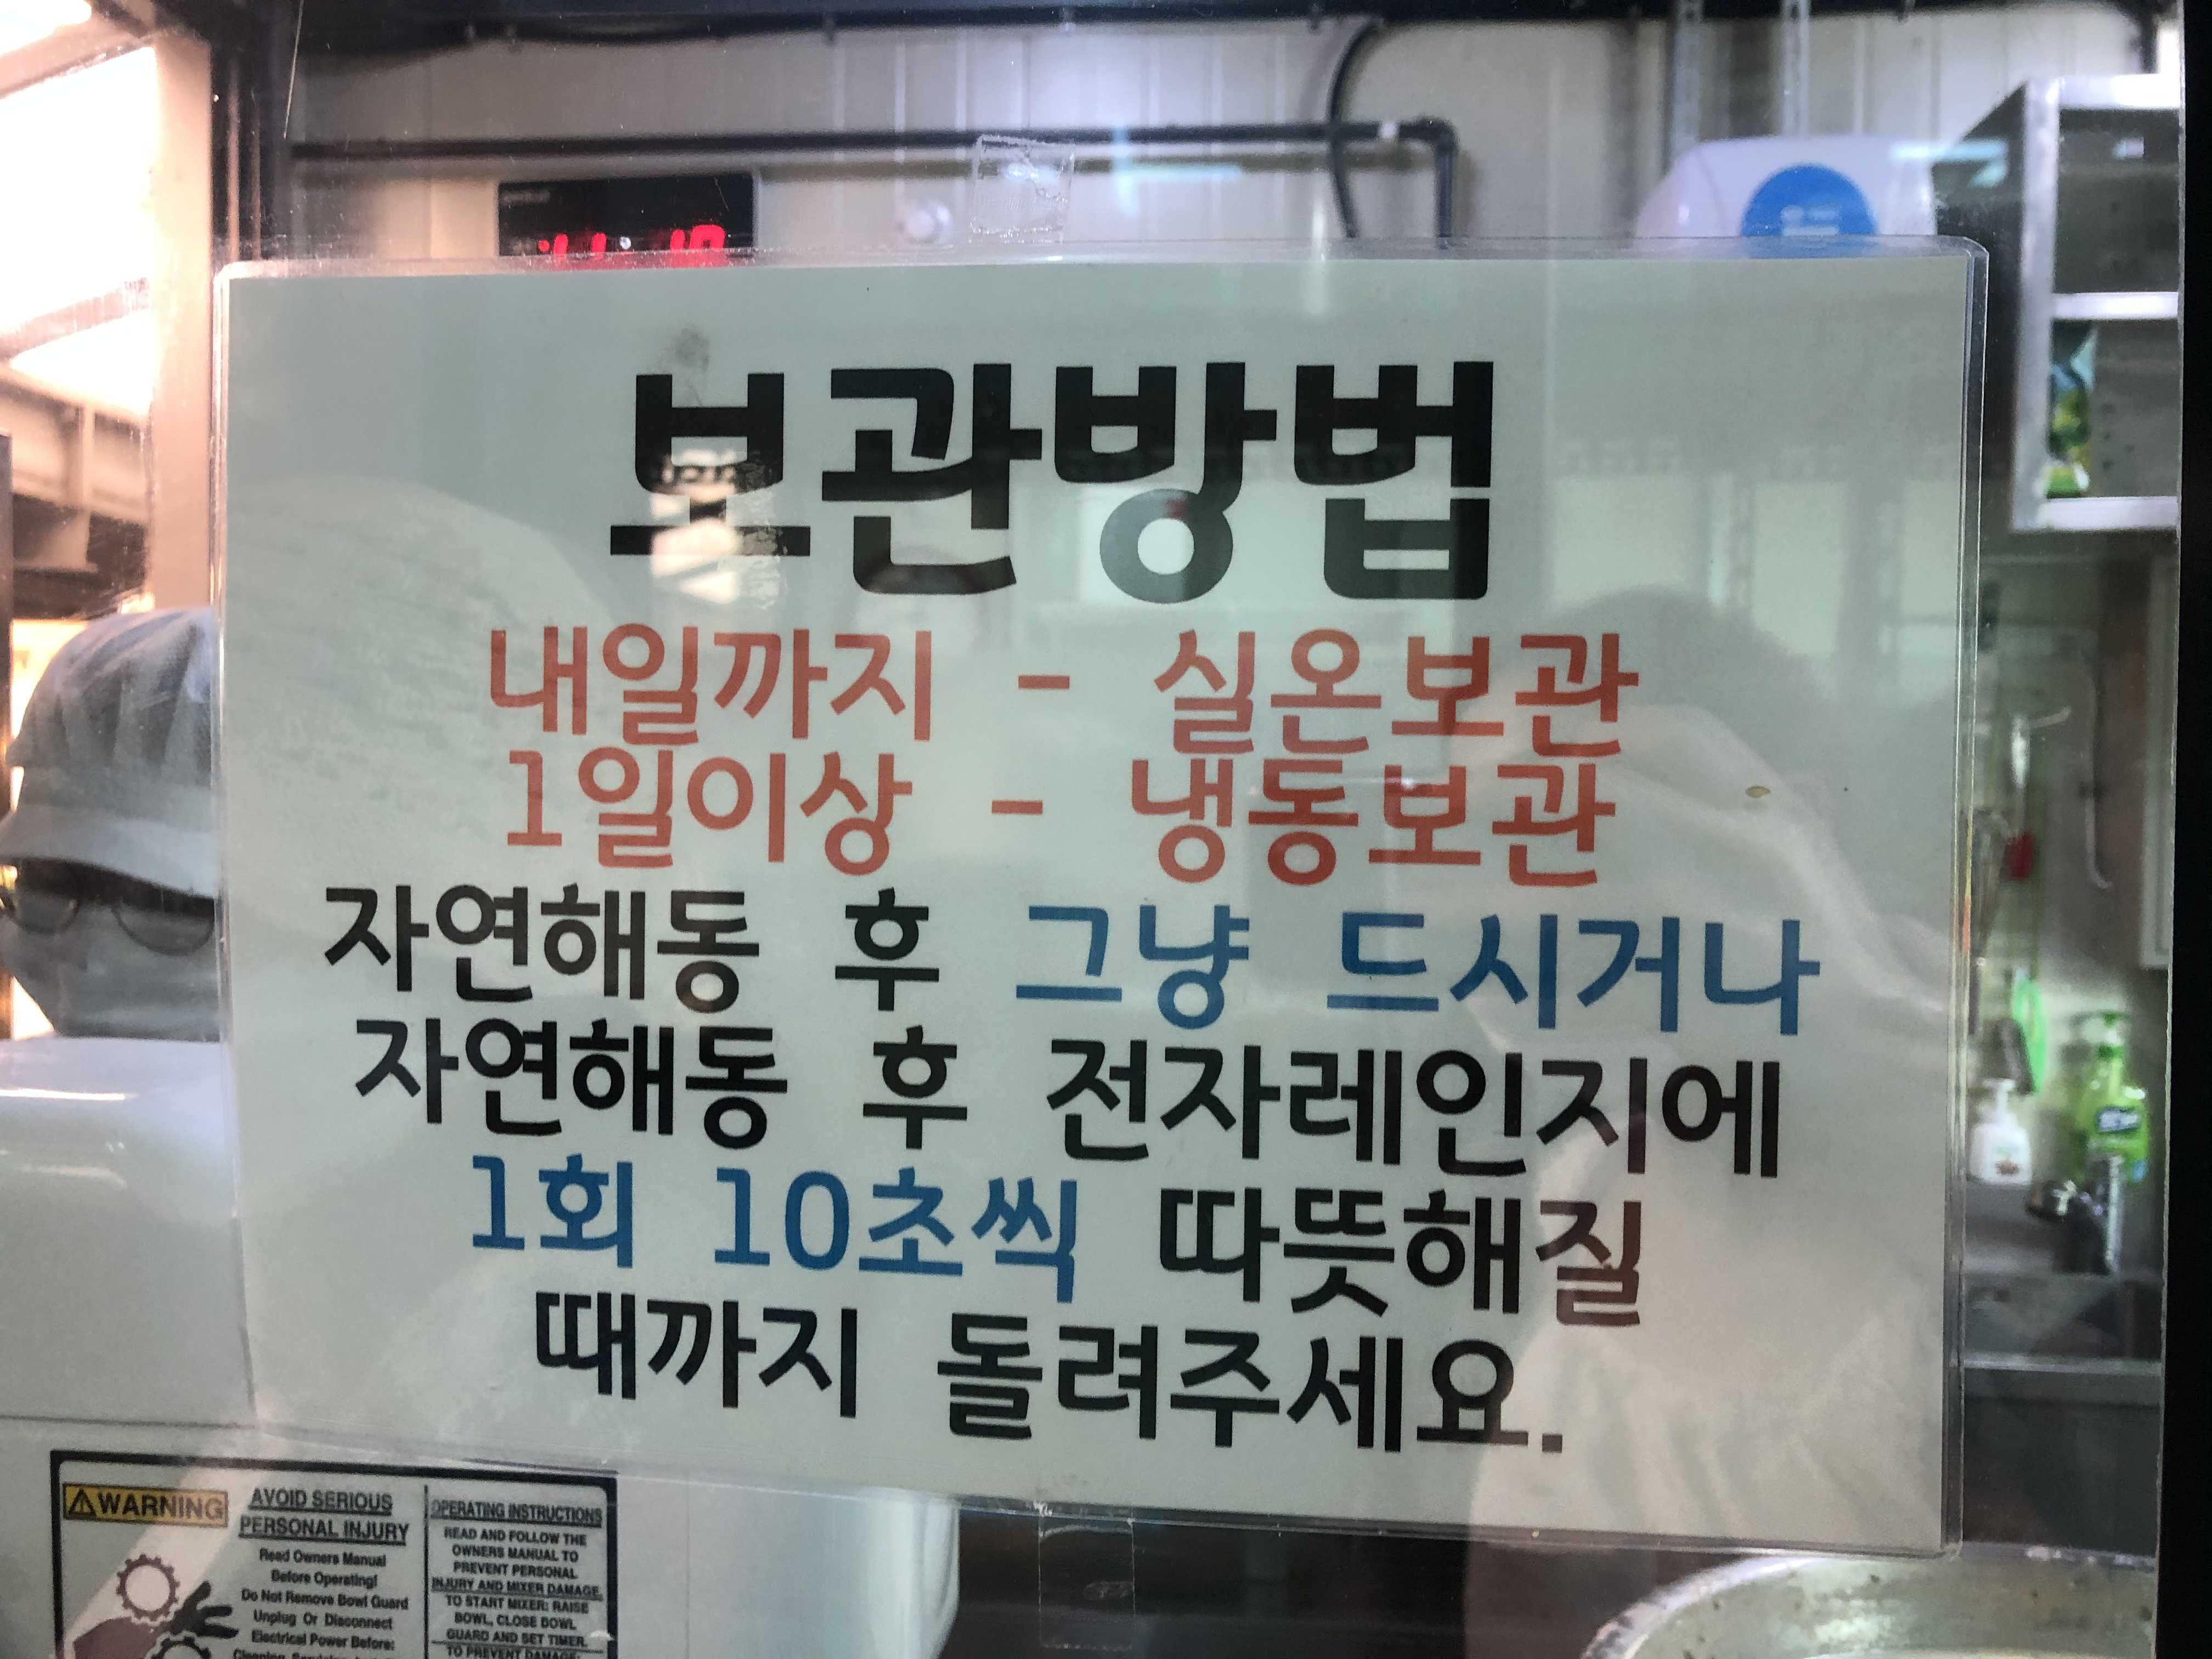 보관방법
내일까지 - 실온보관
1일이상 - 냉동보관
자연해동 후 그냥 드시거나
자연해동 후 전자레인지에
1회 10초씩 따뜻해질
때까지 돌려주세요.
WARNING
AVOID SERIOUS
PERSONAL INJURY
Read Owners Manual
Before Operating!
Do Not Remove Bowl Guard
Unplug Or Disconnect
Electrical Power Before:
OPERATING INSTRUCTIONS
READ AND FOLLOW THE
OWNERS MANUAL TO
PREVENT PERSONAL
INJURY AND MIXER DAMAGE.
TO START MIXER: RAISE
BOWL, CLOSE BOWL
GUARD AND SET TIMER.
TO PREVENT DAMAGE: